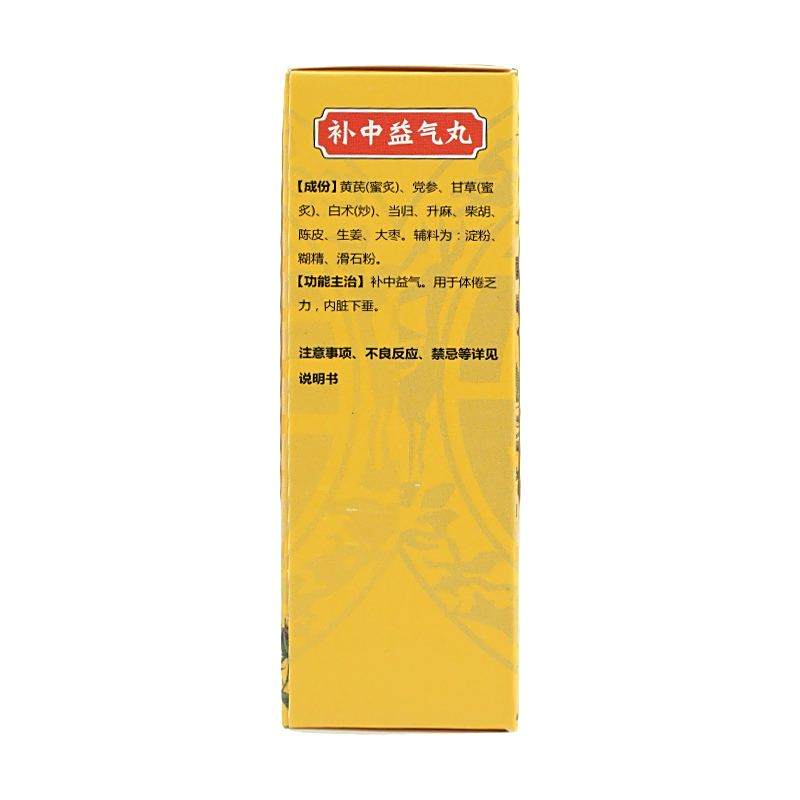 补中益气丸
【成份】黄芪(蜜炙)、党参、甘草(蜜
炙)、白术(炒)、当归、升麻、柴胡、
陈皮、生姜、大枣。辅料为：淀粉、
糊精、滑石粉。
【功能主治】补中益气。用于体倦乏
力，内脏下垂。
注意事项、不良反应、禁忌等详见
说明书